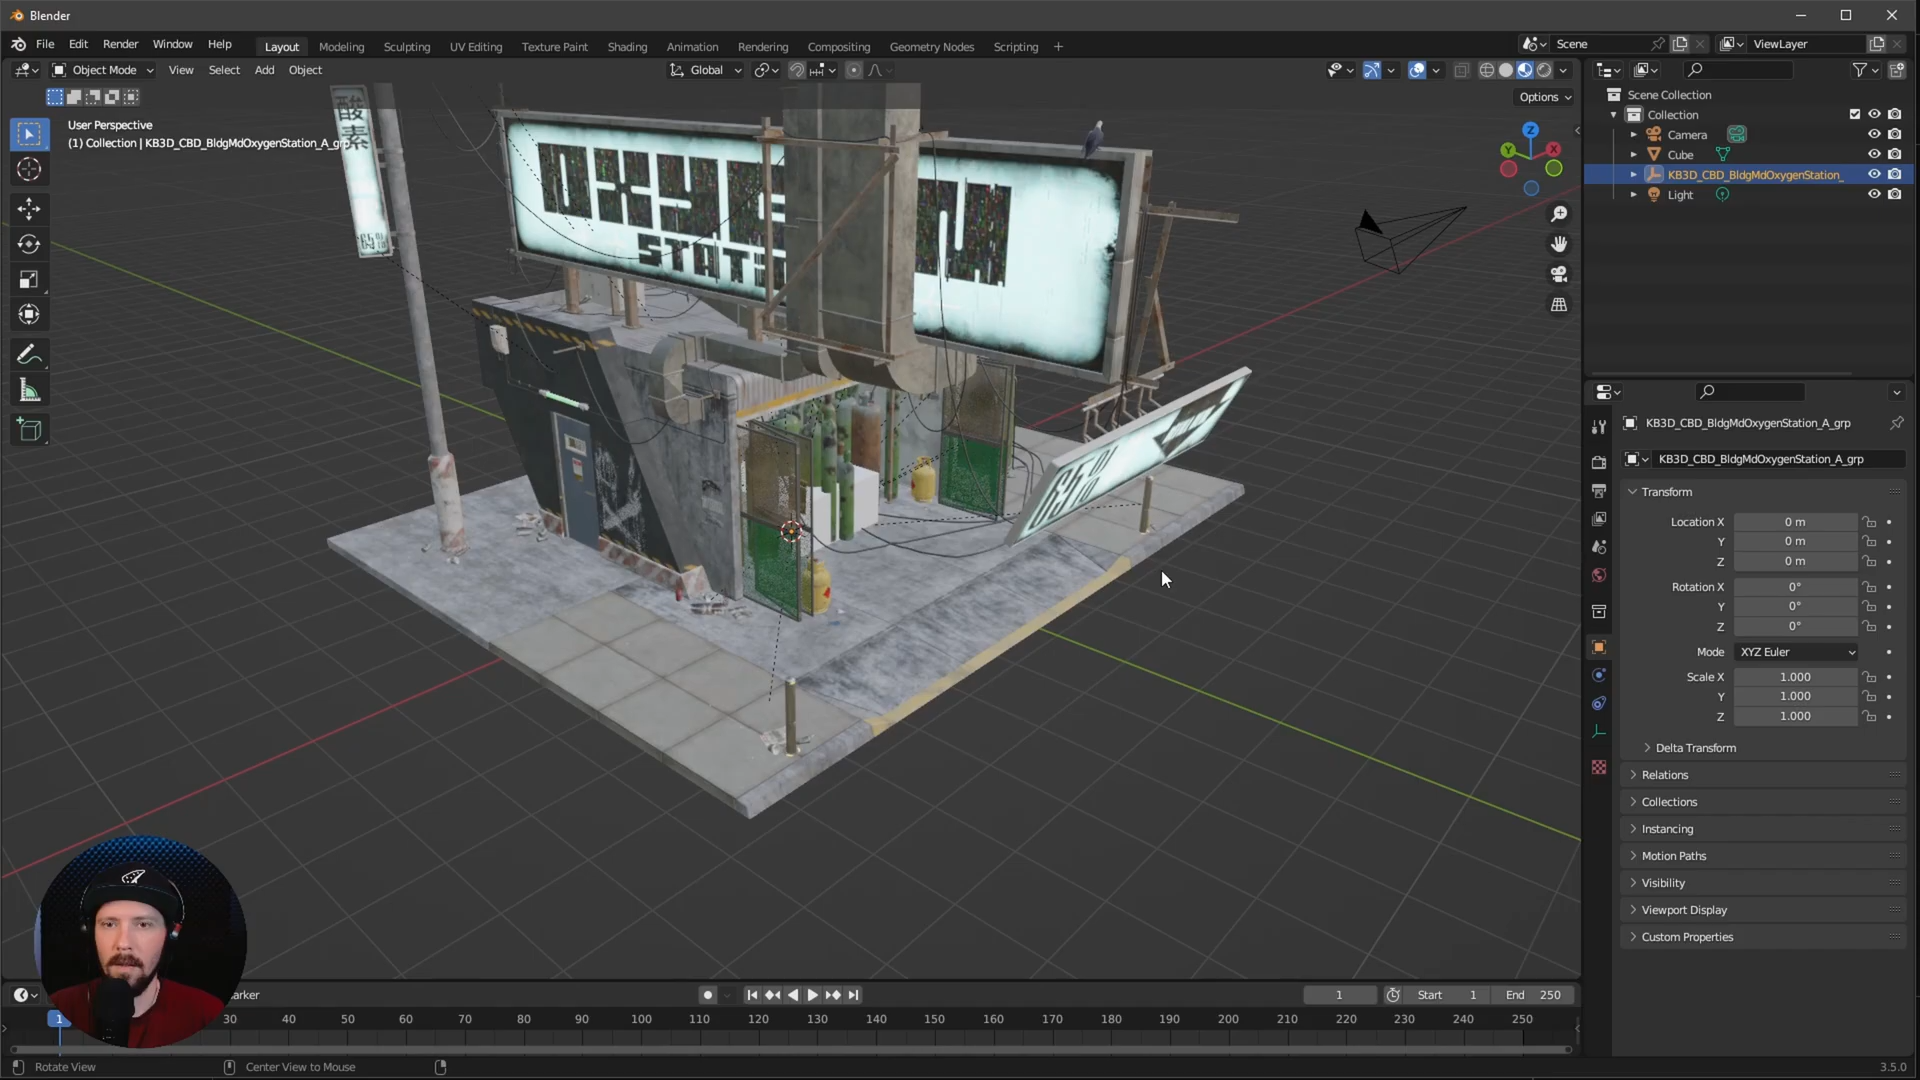 Blender
File Edit Render Window Help Layout Modeling Sculpting UV Editing Texture Paint Shading Animation Rendering Compositing Geometry Nodes Scripting + Scene ViewLayer
Object Mode View Select Add Object Global
Options
User Perspective
(1) Collection | KB3D_CBD_BldgMdOxygenStation_A_grp
酸素
Z
Y
X
Scene Collection
Collection
Camera
Cube
KB3D_CBD_BldgMdOxygenStation_
Light
KB3D_CBD_BldgMdOxygenStation_A_grp
KB3D_CBD_BldgMdOxygenStation_A_grp
Transform
Location X 0 m
Y 0 m
Z 0 m
Rotation X 0°
Y 0°
Z 0°
Mode XYZ Euler
Scale X 1.000
Y 1.000
Z 1.000
Delta Transform
Relations
Collections
Instancing
Motion Paths
Visibility
Viewport Display
Custom Properties
arker 1 Start 1 End 250
1 30 40 50 60 70 80 90 100 110 120 130 140 150 160 170 180 190 200 210 220 230 240 250
Rotate View Center View to Mouse 3.5.0